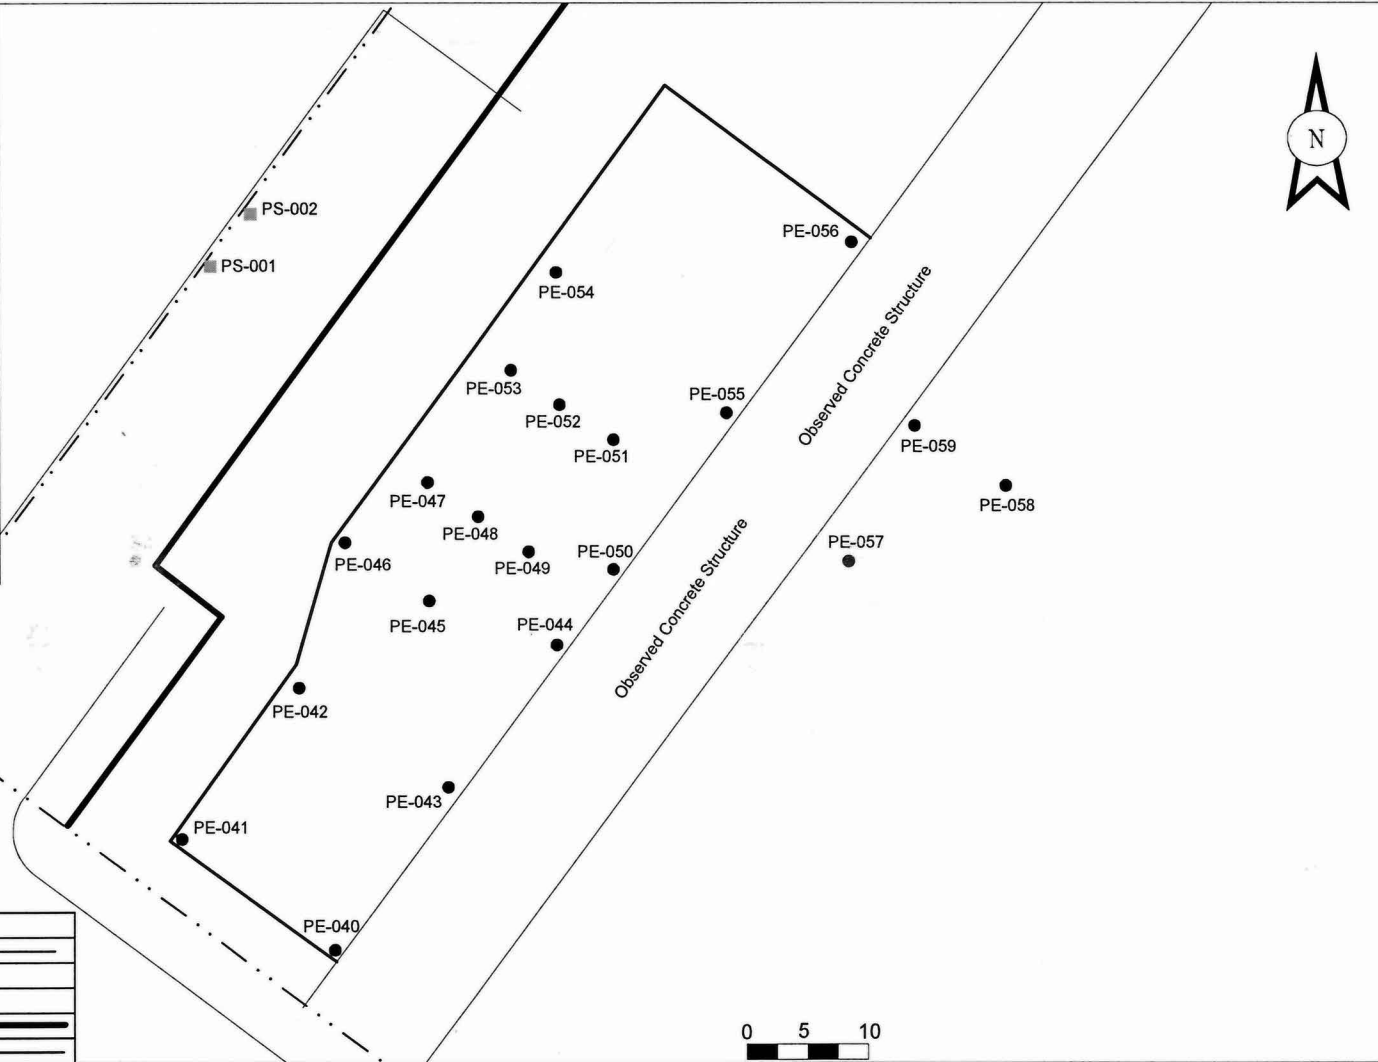 N
PS-002
PS-001
PE-056
PE-054
PE-053
PE-052
PE-055
PE-051
PE-059
PE-047
PE-048
PE-058
PE-046
PE-049
PE-050
PE-057
PE-045
PE-044
PE-042
PE-043
PE-041
PE-040
Observed Concrete Structure
Observed Concrete Structure
0 5 10